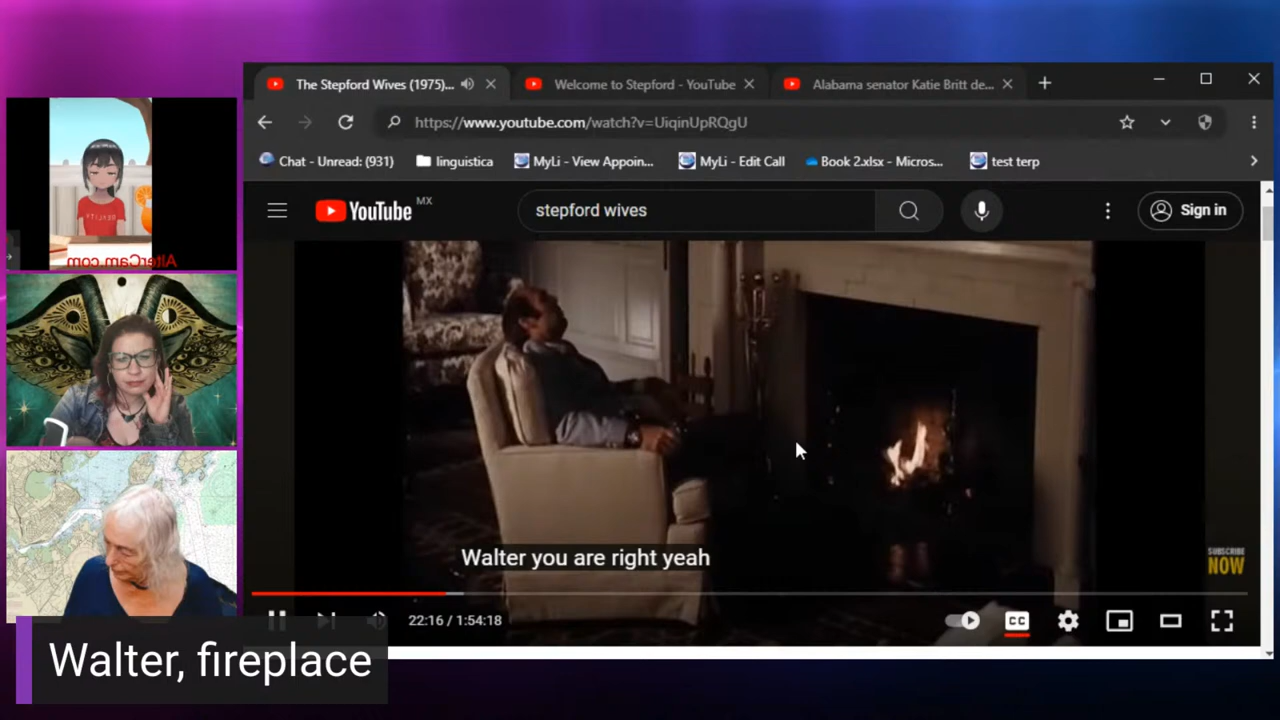 The Stepford Wives (1975)...
Welcome to Stepford - YouTube
Alabama senator Katie Britt de...
https://www.youtube.com/watch?v=UiqinUpRQgU
Chat - Unread: (931)
linguistica
MyLi - View Appoin...
MyLi - Edit Call
Book 2.xlsx - Micros...
test terp
YouTube MX
stepford wives
Sign in
AlterCam.com
Walter you are right yeah
SUBSCRIBE
NOW
22:16 / 1:54:18
CC
Walter, fireplace